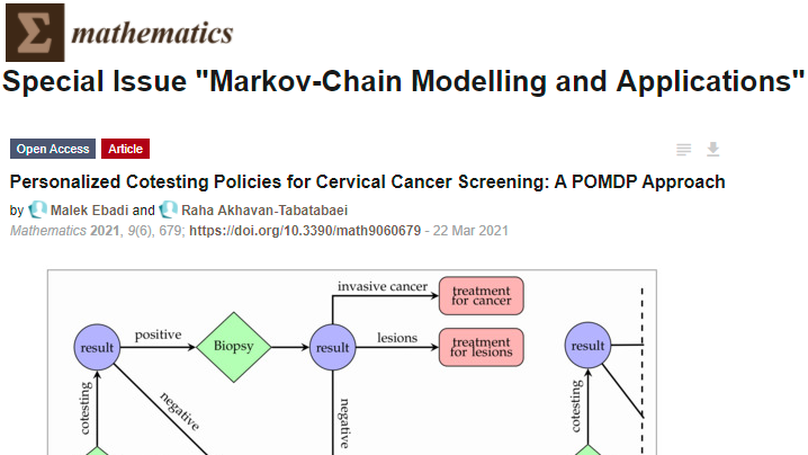 Σ mathematics
Special Issue "Markov-Chain Modelling and Applications"
Open Access Article
Personalized Cotesting Policies for Cervical Cancer Screening: A POMDP Approach
by Malek Ebadi and Raha Akhavan-Tabatabaei
Mathematics 2021, 9(6), 679; https://doi.org/10.3390/math9060679 - 22 Mar 2021
invasive cancer
treatment
for cancer
result
positive
Biopsy
result
lesions
treatment
for lesions
result
cotesting
negative
negative
cotesting